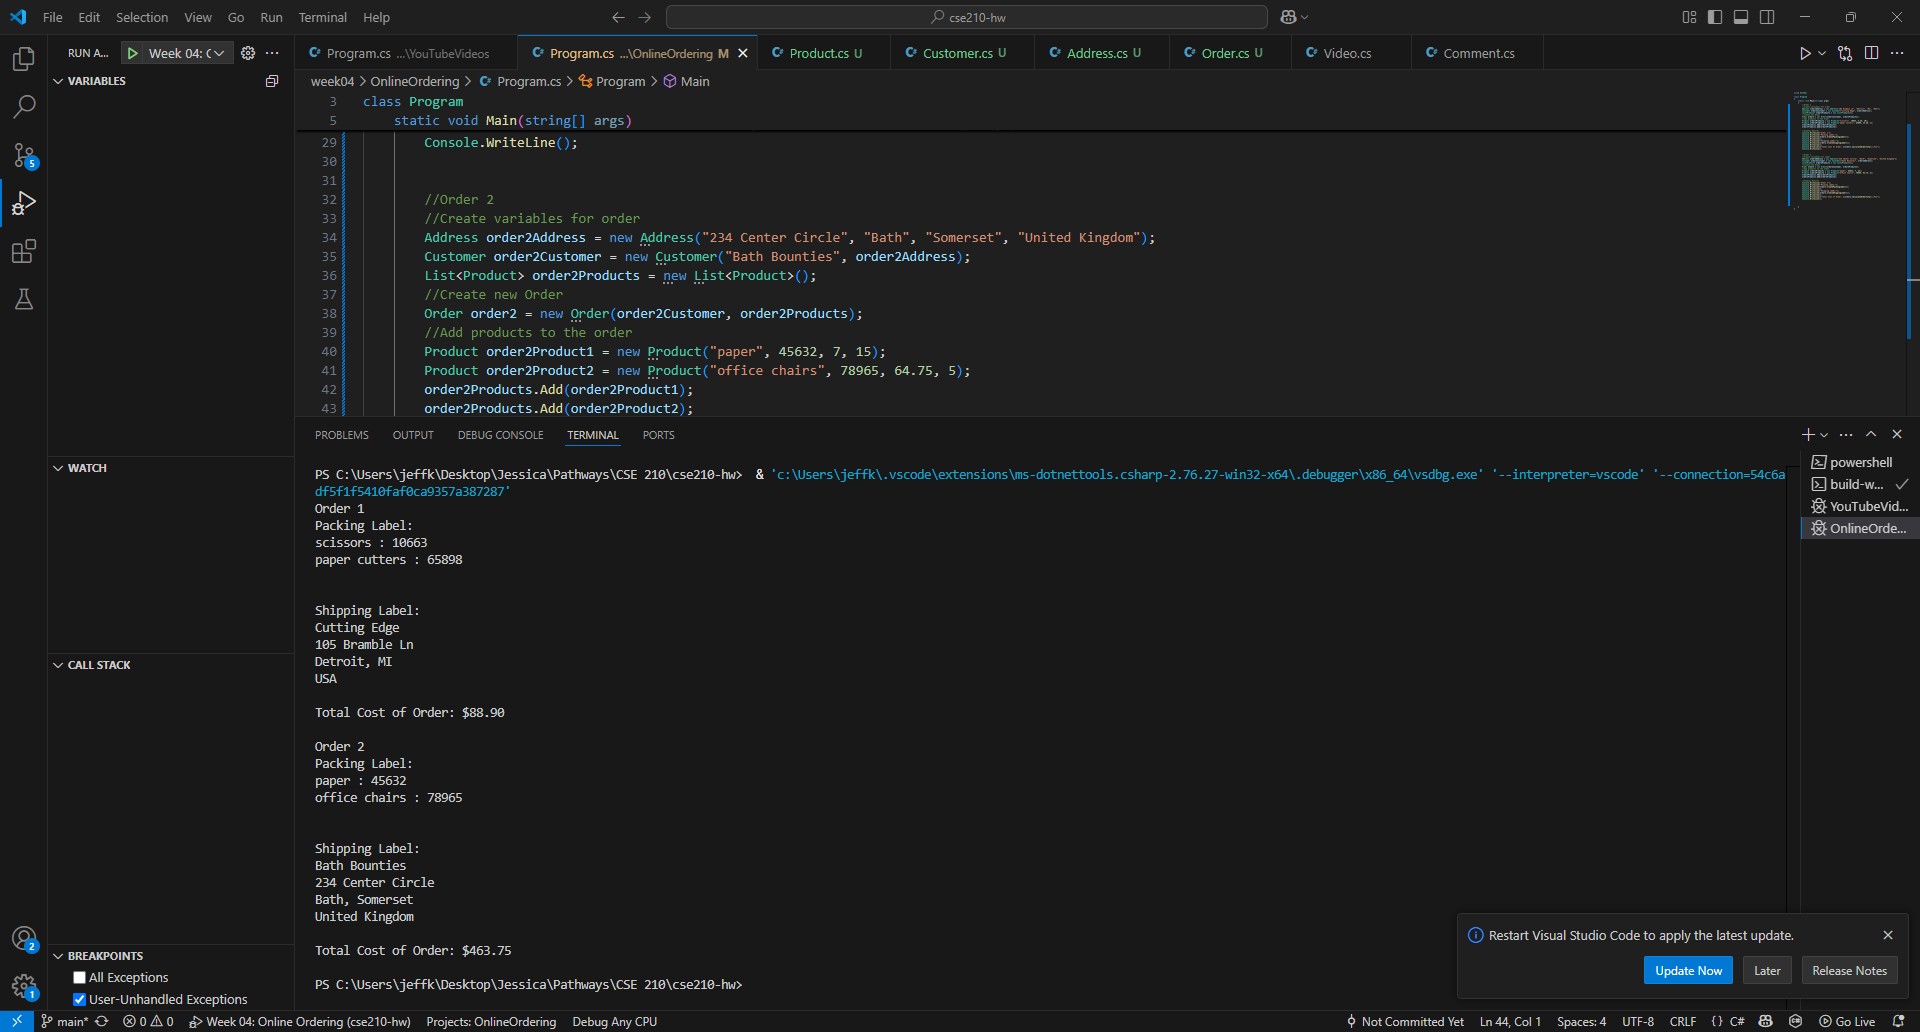 File Edit Selection View Go Run Terminal Help
cse210-hw
RUN A... Week 04: C
Program.cs ...\YouTubeVideos
Program.cs ...\OnlineOrdering M
Product.cs U
Customer.cs U
Address.cs U
Order.cs U
Video.cs
Comment.cs
VARIABLES
week04 > OnlineOrdering > Program.cs > Program > Main
3 class Program
5 static void Main(string[] args)
29 Console.WriteLine();
30
31
32 //Order 2
33 //Create variables for order
34 Address order2Address = new Address("234 Center Circle", "Bath", "Somerset", "United Kingdom");
35 Customer order2Customer = new Customer("Bath Bounties", order2Address);
36 List<Product> order2Products = new List<Product>();
37 //Create new Order
38 Order order2 = new Order(order2Customer, order2Products);
39 //Add products to the order
40 Product order2Product1 = new Product("paper", 45632, 7, 15);
41 Product order2Product2 = new Product("office chairs", 78965, 64.75, 5);
42 order2Products.Add(order2Product1);
43 order2Products.Add(order2Product2);
PROBLEMS OUTPUT DEBUG CONSOLE TERMINAL PORTS
WATCH
CALL STACK
BREAKPOINTS
All Exceptions
User-Unhandled Exceptions
PS C:\Users\jeffk\Desktop\Jessica\Pathways\CSE 210\cse210-hw> & 'c:\Users\jeffk\.vscode\extensions\ms-dotnettools.csharp-2.76.27-win32-x64\.debugger\x86_64\vsdbg.exe' '--interpreter=vscode' '--connection=54c6a
df5f1f5410faf0ca9357a387287'
Order 1
Packing Label:
scissors : 10663
paper cutters : 65898
Shipping Label:
Cutting Edge
105 Bramble Ln
Detroit, MI
USA
Total Cost of Order: $88.90
Order 2
Packing Label:
paper : 45632
office chairs : 78965
Shipping Label:
Bath Bounties
234 Center Circle
Bath, Somerset
United Kingdom
Total Cost of Order: $463.75
PS C:\Users\jeffk\Desktop\Jessica\Pathways\CSE 210\cse210-hw>
powershell
build-w...
YouTubeVid...
OnlineOrde...
Restart Visual Studio Code to apply the latest update.
Update Now Later Release Notes
5
2
1
main* 0 0 Week 04: Online Ordering (cse210-hw) Projects: OnlineOrdering Debug Any CPU Not Committed Yet Ln 44, Col 1 Spaces: 4 UTF-8 CRLF {} C# Go Live